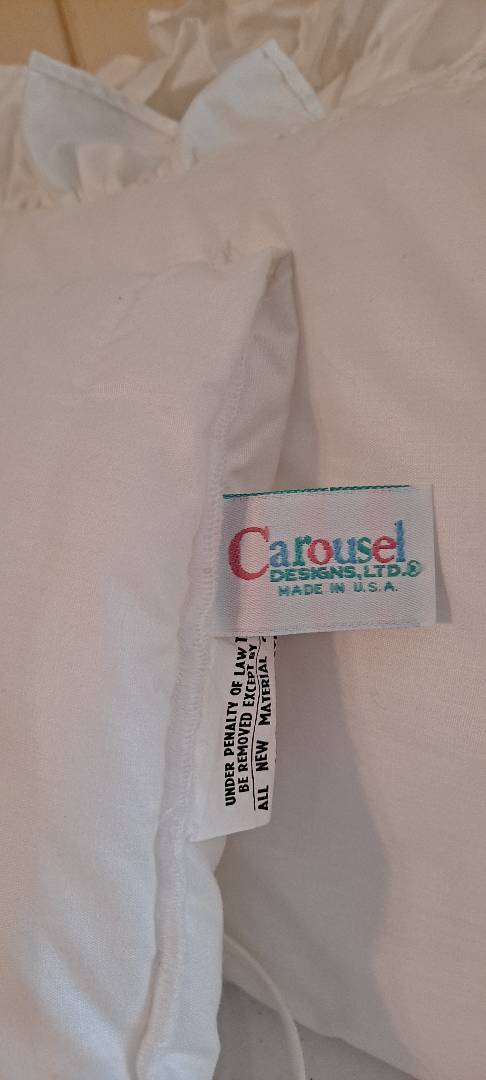 Carousel
DESIGNS, LTD.®
MADE IN U.S.A.
UNDER PENALTY OF LAW
BE REMOVED EXCEPT BY
ALL NEW MATERIAL